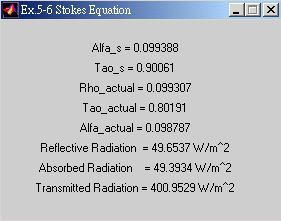 Ex.5-6 Stokes Equation
Alfa_s = 0.099388
Tao_s = 0.90061
Rho_actual = 0.099307
Tao_actual = 0.80191
Alfa_actual = 0.098787
Reflective Radiation = 49.6537 W/m^2
Absorbed Radiation = 49.3934 W/m^2
Transmitted Radiation = 400.9529 W/m^2